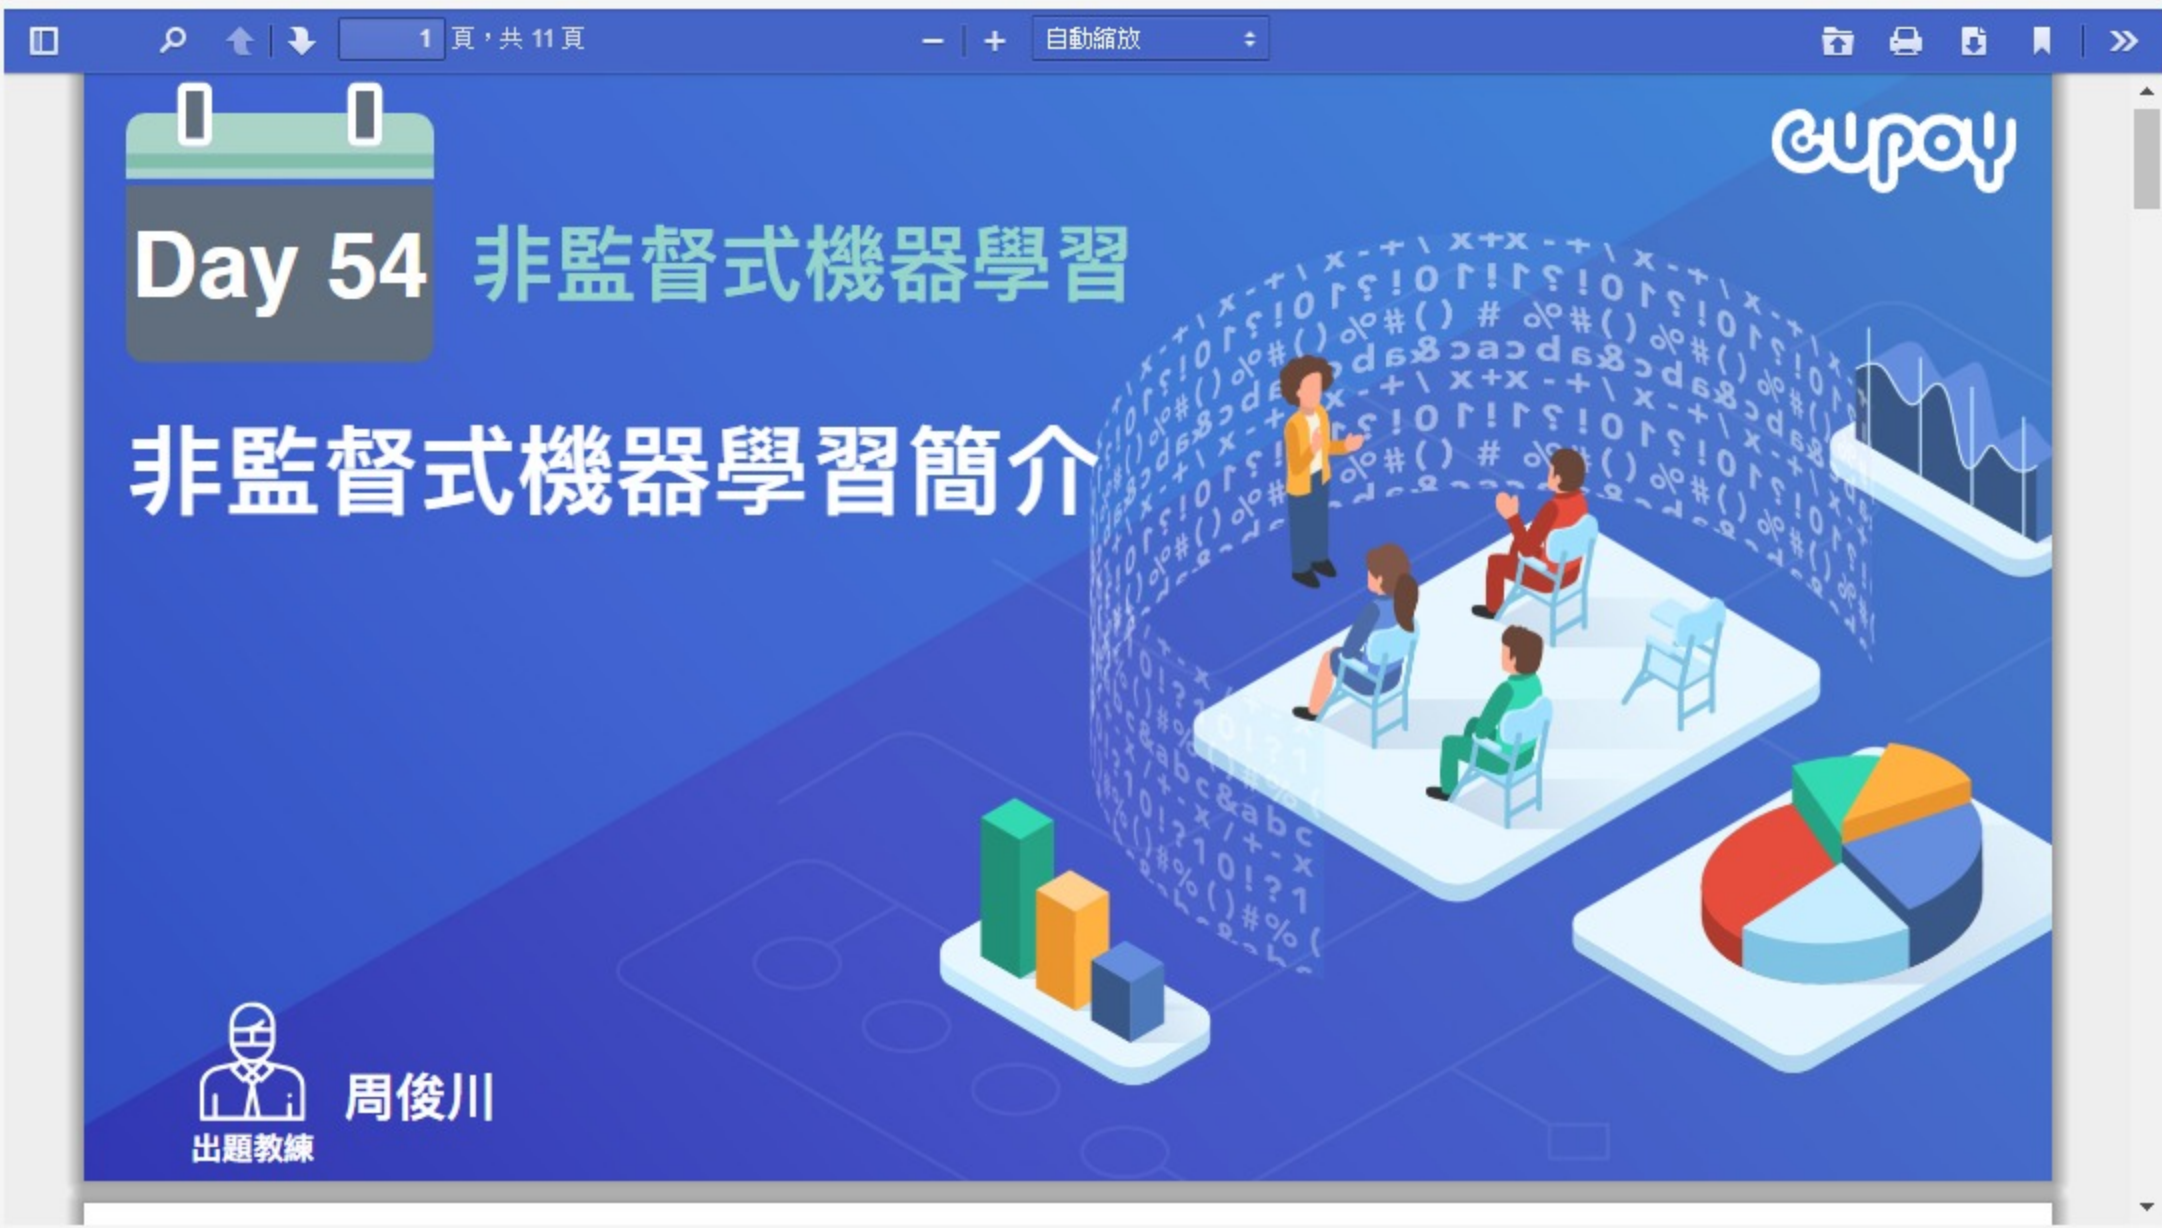 1 頁，共 11 頁
自動縮放
cupoy
Day 54
非監督式機器學習
非監督式機器學習簡介
周俊川
出題教練